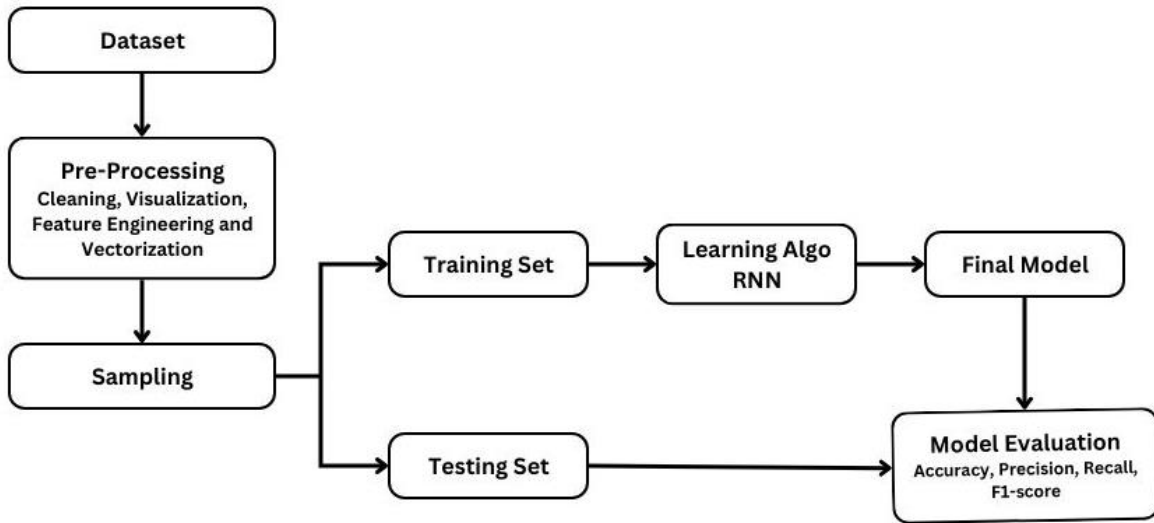 Dataset
Pre-Processing
Cleaning, Visualization,
Feature Engineering and
Vectorization
Sampling
Training Set
Learning Algo
RNN
Final Model
Testing Set
Model Evaluation
Accuracy, Precision, Recall,
F1-score